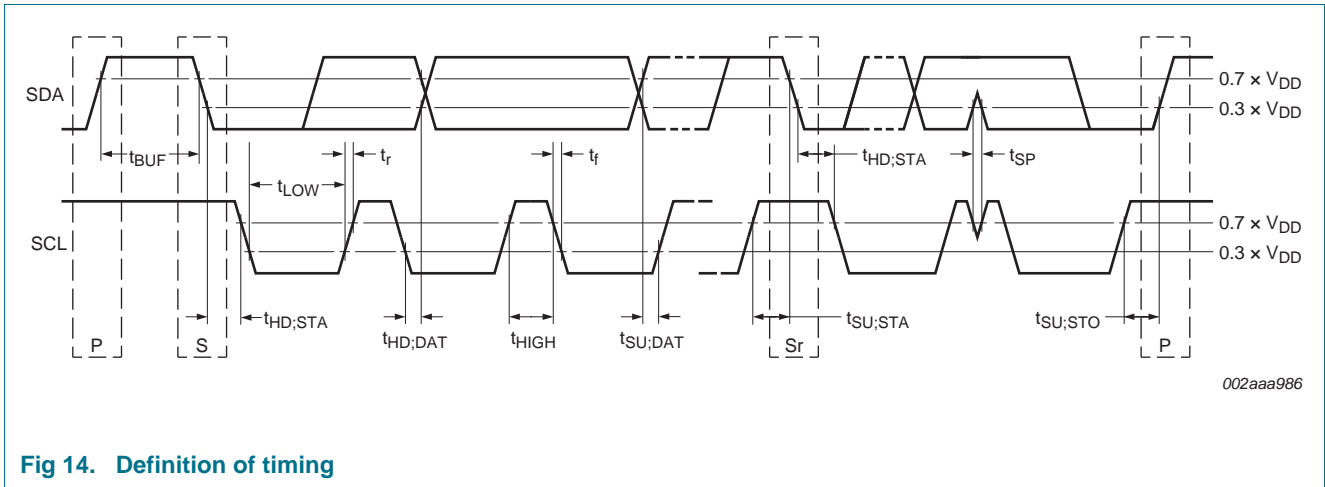 SDA
0.7 × VDD
0.3 × VDD
tBUF
tr
tf
tHD;STA
tSP
tLOW
SCL
0.7 × VDD
0.3 × VDD
tHD;STA
tHD;DAT
tHIGH
tSU;DAT
tSU;STA
tSU;STO
P
S
Sr
P
002aaa986
Fig 14. Definition of timing